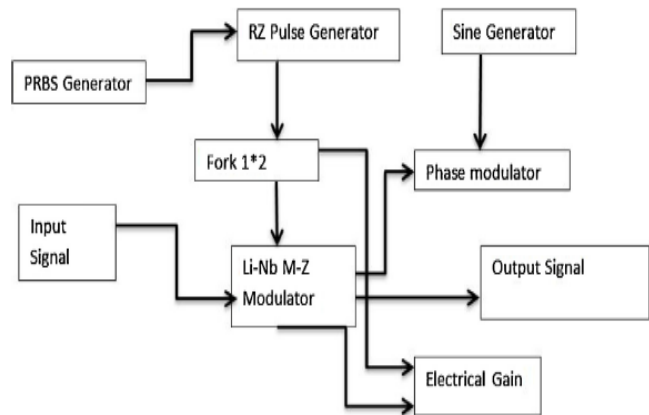 RZ Pulse Generator
Sine Generator
PRBS Generator
Fork 1*2
Phase modulator
Input
Signal
Li-Nb M-Z
Modulator
Output Signal
Electrical Gain